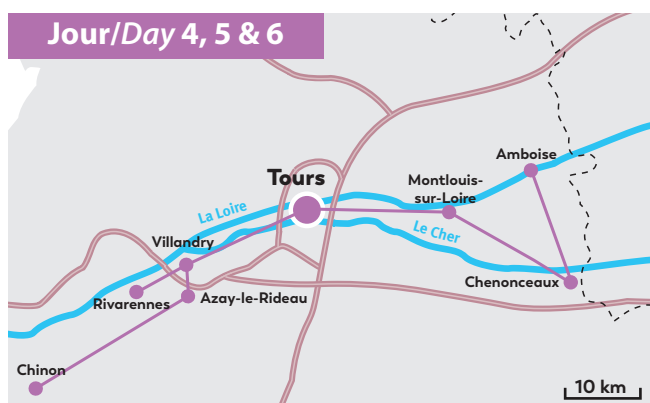 Jour/Day 4, 5 & 6
Amboise
Tours
Montlouis-
sur-Loire
La Loire
Le Cher
Villandry
Chenonceaux
Rivarennes
Azay-le-Rideau
Chinon
10 km